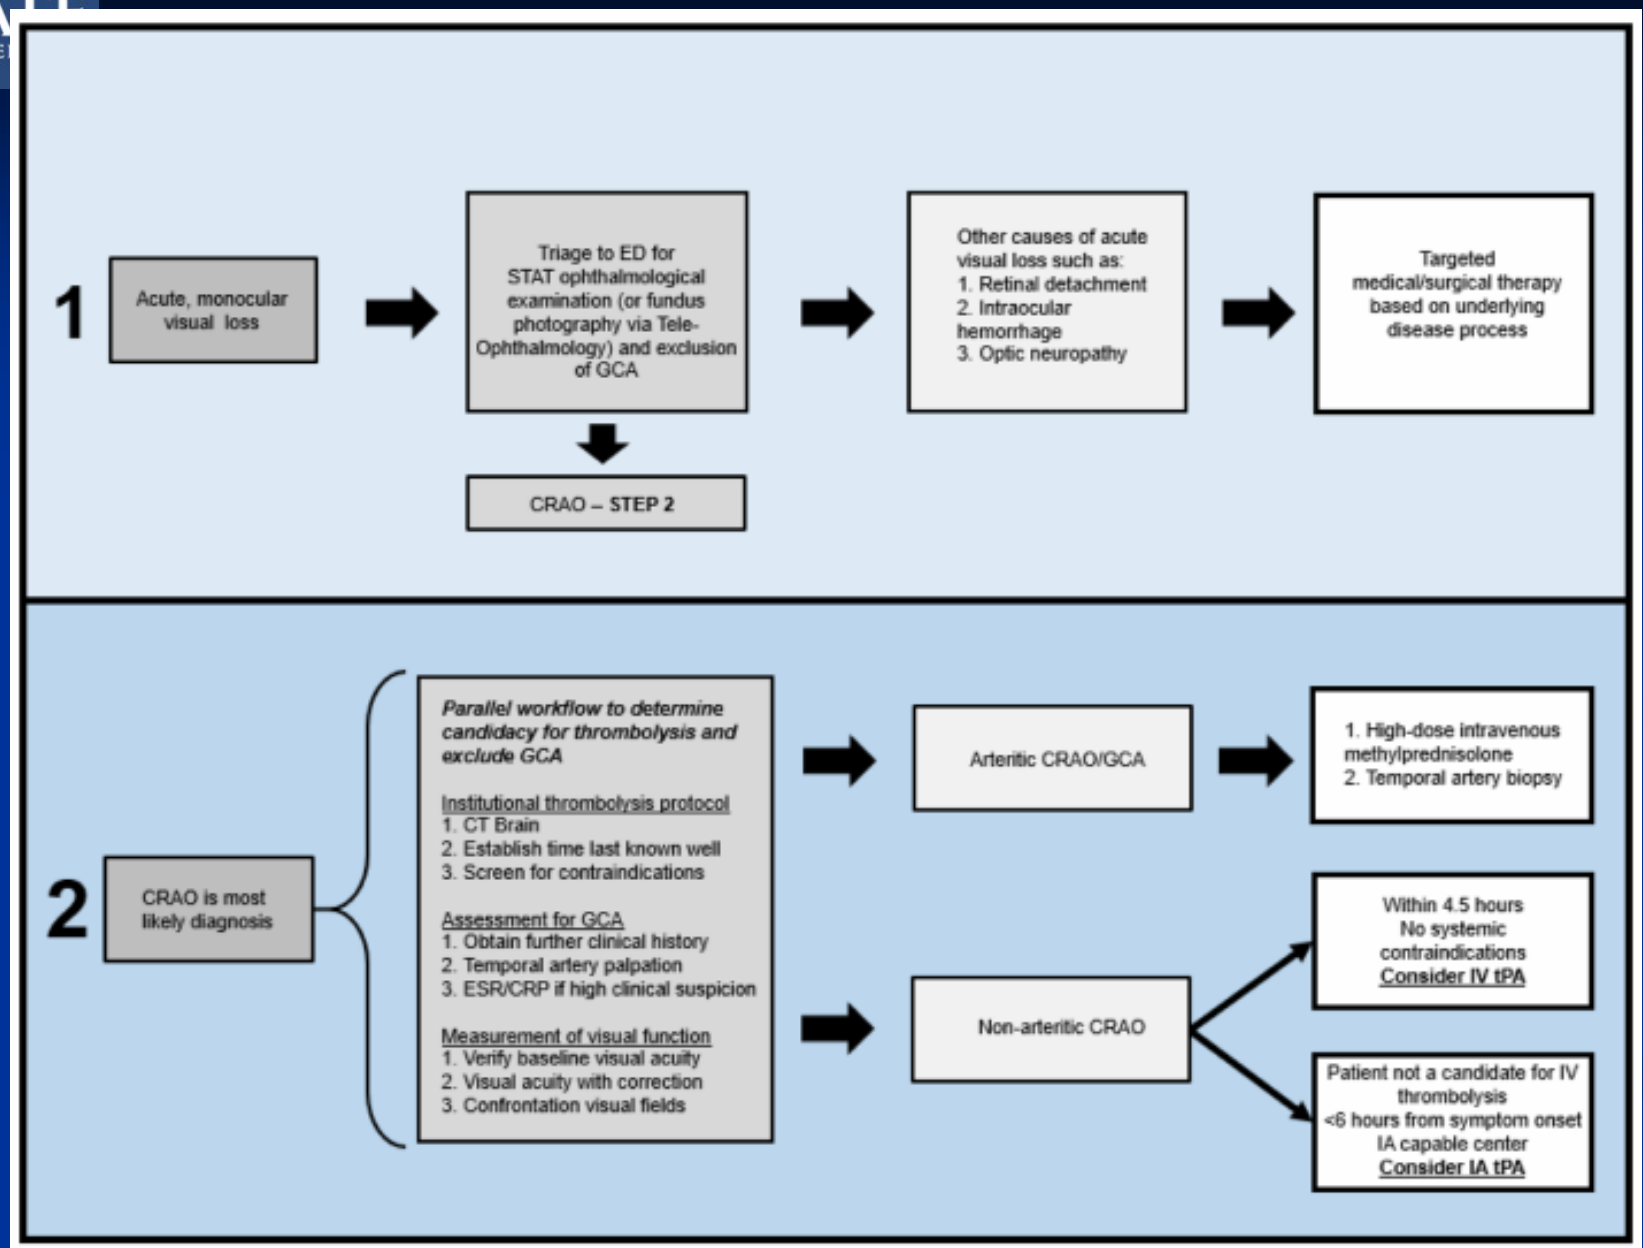 1
Acute, monocular
visual loss
Triage to ED for
STAT ophthalmological
examination (or fundus
photography via Tele-
Ophthalmology) and exclusion
of GCA
Other causes of acute
visual loss such as:
1. Retinal detachment
2. Intraocular
hemorrhage
3. Optic neuropathy
Targeted
medical/surgical therapy
based on underlying
disease process
CRAO – STEP 2
2
CRAO is most
likely diagnosis
Parallel workflow to determine
candidacy for thrombolysis and
exclude GCA
Institutional thrombolysis protocol
1. CT Brain
2. Establish time last known well
3. Screen for contraindications
Assessment for GCA
1. Obtain further clinical history
2. Temporal artery palpation
3. ESR/CRP if high clinical suspicion
Measurement of visual function
1. Verify baseline visual acuity
2. Visual acuity with correction
3. Confrontation visual fields
Arteritic CRAO/GCA
1. High-dose intravenous
methylprednisolone
2. Temporal artery biopsy
Non-arteritic CRAO
Within 4.5 hours
No systemic
contraindications
Consider IV tPA
Patient not a candidate for IV
thrombolysis
<6 hours from symptom onset
IA capable center
Consider IA tPA